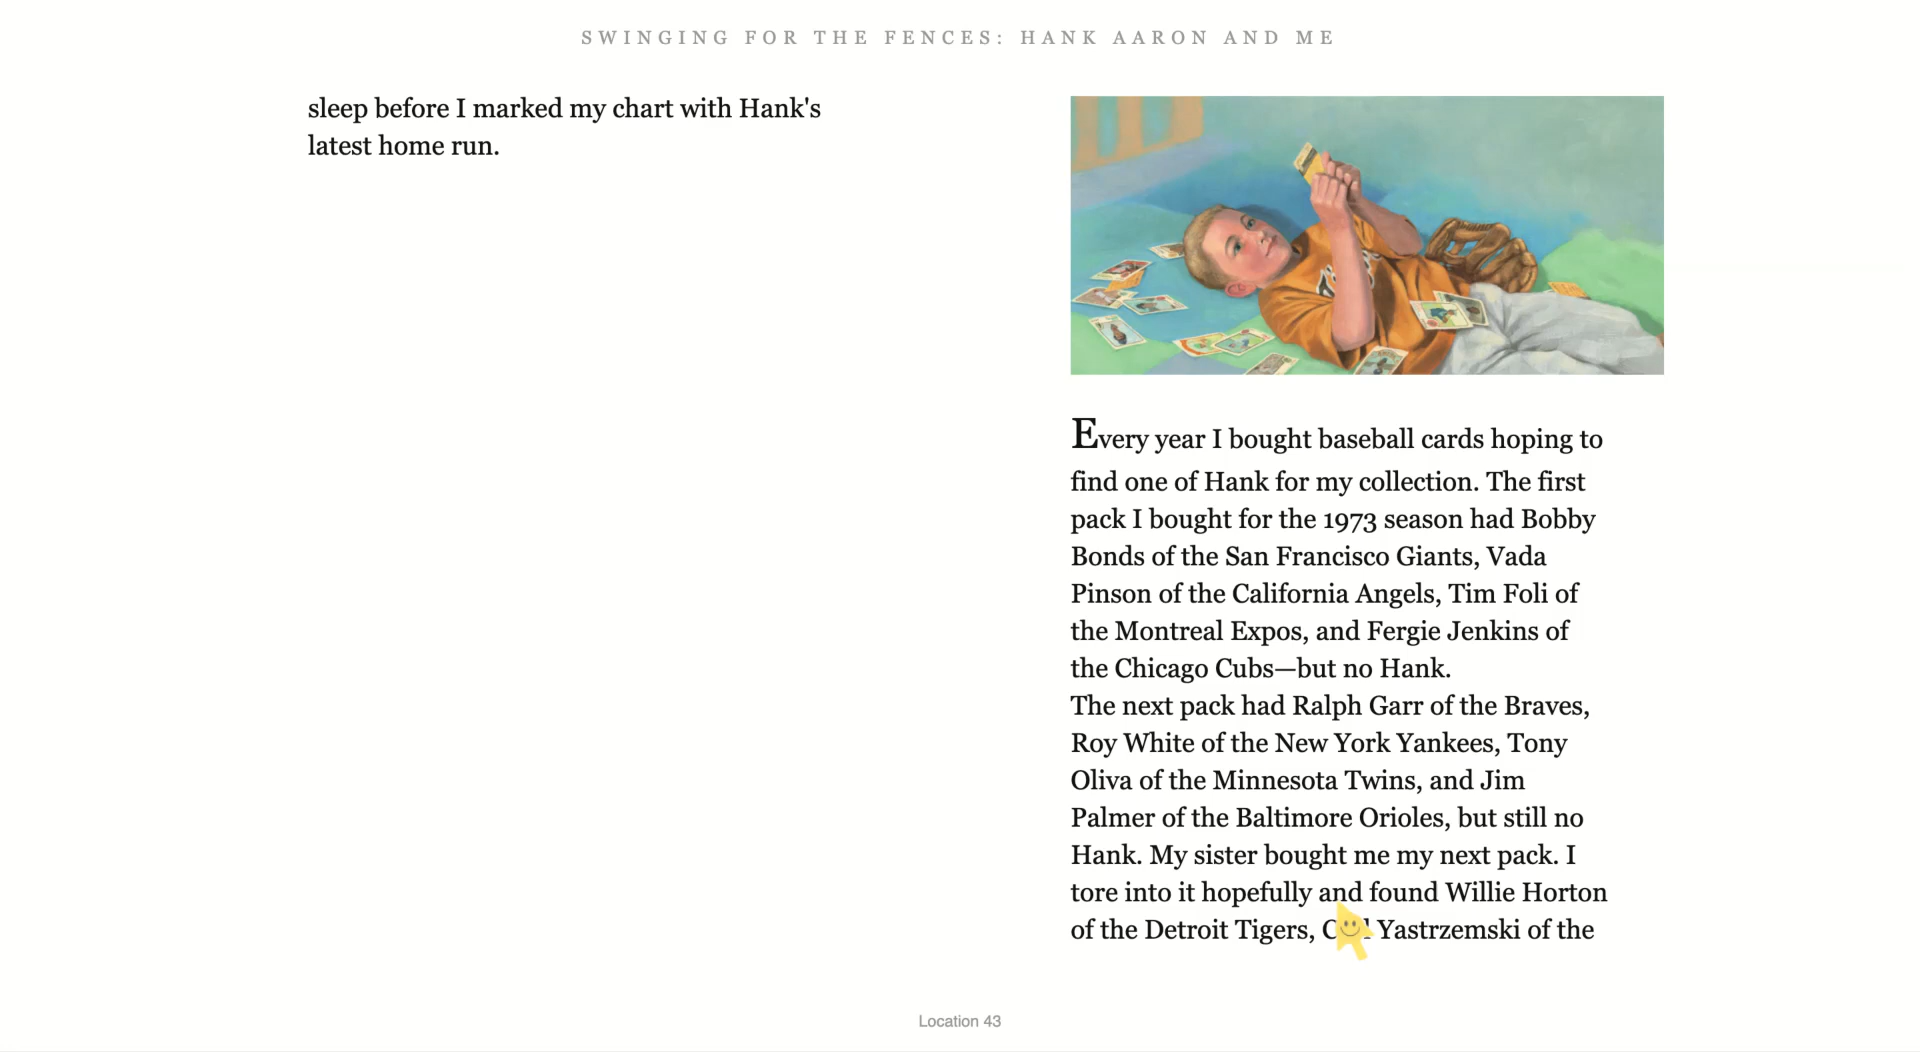 SWINGING FOR THE FENCES: HANK AARON AND ME
sleep before I marked my chart with Hank's
latest home run.
Every year I bought baseball cards hoping to
find one of Hank for my collection. The first
pack I bought for the 1973 season had Bobby
Bonds of the San Francisco Giants, Vada
Pinson of the California Angels, Tim Foli of
the Montreal Expos, and Fergie Jenkins of
the Chicago Cubs—but no Hank.
The next pack had Ralph Garr of the Braves,
Roy White of the New York Yankees, Tony
Oliva of the Minnesota Twins, and Jim
Palmer of the Baltimore Orioles, but still no
Hank. My sister bought me my next pack. I
tore into it hopefully and found Willie Horton
of the Detroit Tigers, Yastrzemski of the
Location 43